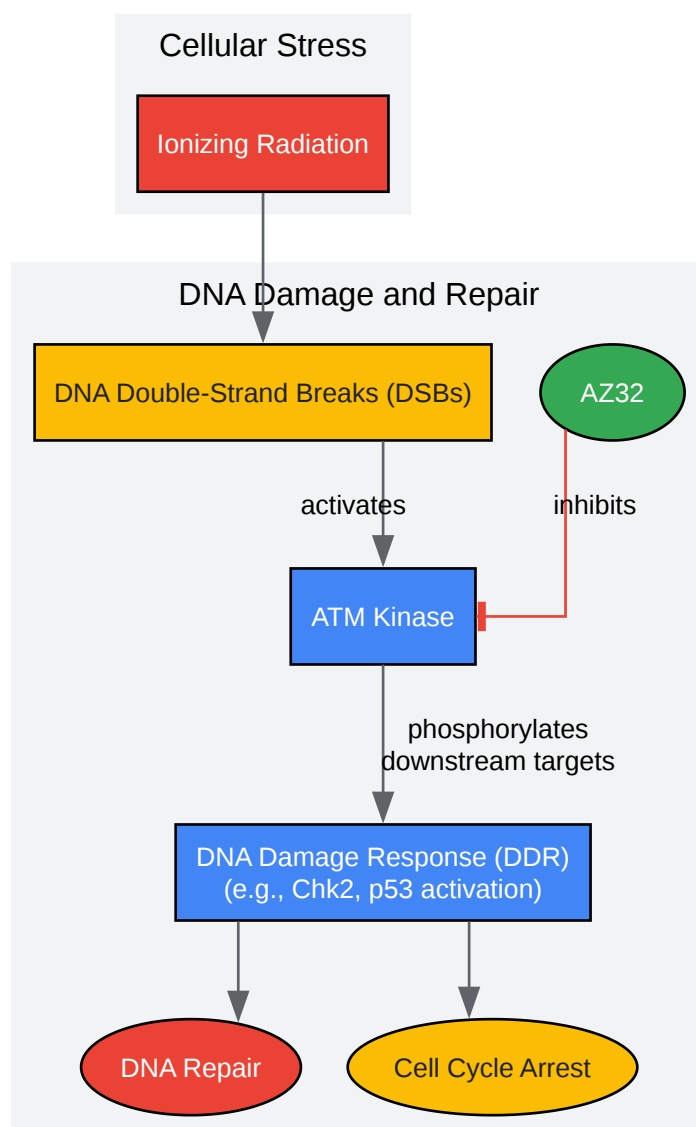 Cellular Stress
Ionizing Radiation
DNA Damage and Repair
DNA Double-Strand Breaks (DSBs)
AZ32
activates
inhibits
ATM Kinase
phosphorylates
downstream targets
DNA Damage Response (DDR)
(e.g., Chk2, p53 activation)
DNA Repair
Cell Cycle Arrest